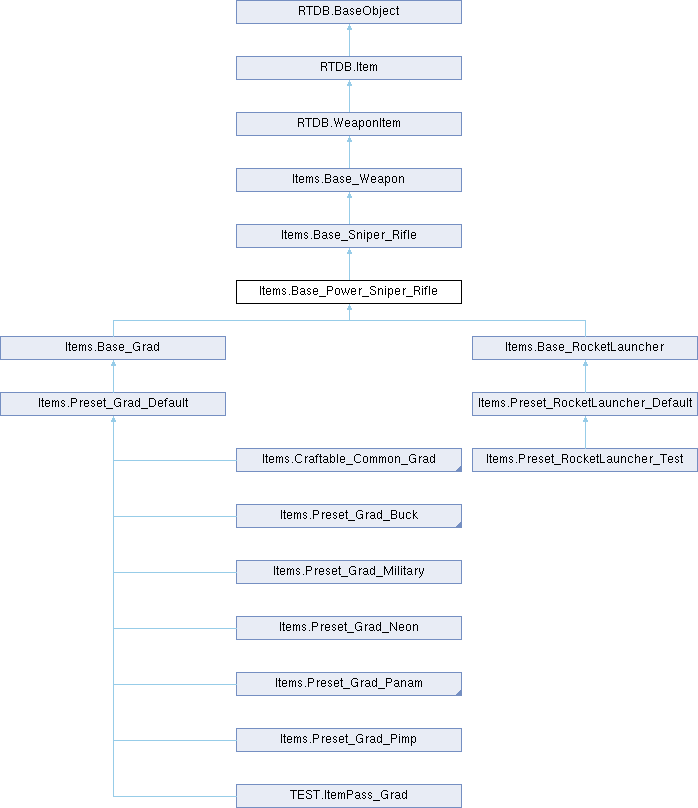 RTDB.BaseObject
RTDB.Item
RTDB.WeaponItem
Items.Base_Weapon
Items.Base_Sniper_Rifle
Items.Base_Power_Sniper_Rifle
Items.Base_Grad
Items.Base_RocketLauncher
Items.Preset_Grad_Default
Items.Preset_RocketLauncher_Default
Items.Craftable_Common_Grad
Items.Preset_RocketLauncher_Test
Items.Preset_Grad_Buck
Items.Preset_Grad_Military
Items.Preset_Grad_Neon
Items.Preset_Grad_Panam
Items.Preset_Grad_Pimp
TEST.ItemPass_Grad